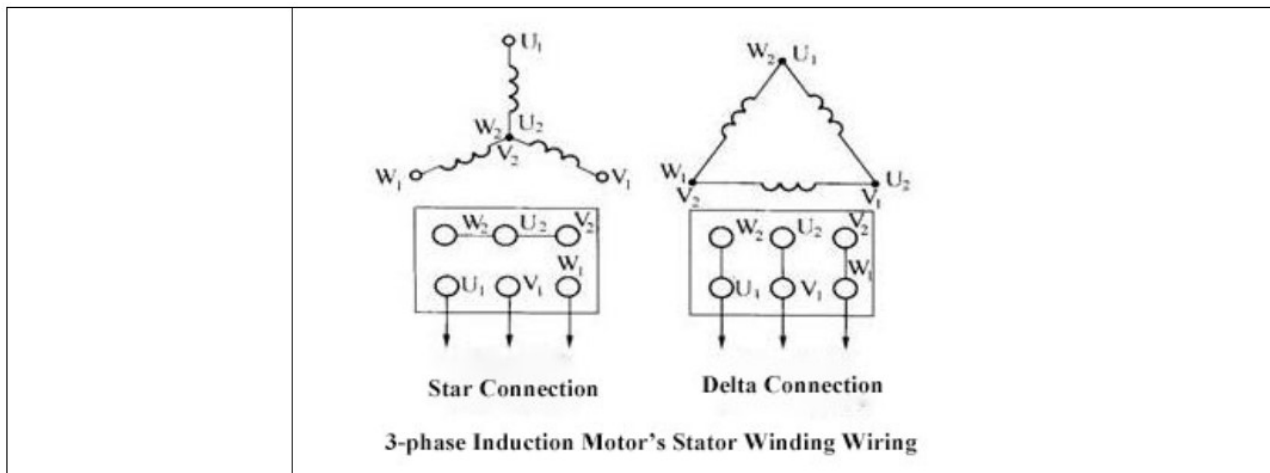 U₁
W₂ U₂
V₂
W₁ V₁
W₂ U₂ V₂
U₁ V₁ W₁
Star Connection
W₂ U₁
W₁ U₂
V₂ V₁
W₂ U₂ V₂
U₁ V₁ W₁
Delta Connection
3-phase Induction Motor's Stator Winding Wiring